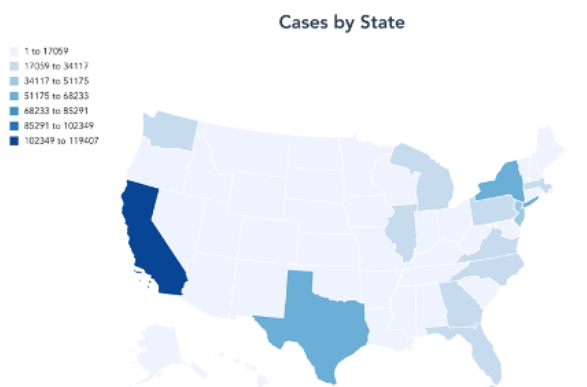 Cases by State
1 to 17059
17059 to 34117
34117 to 51175
51175 to 68233
68233 to 85291
85291 to 102349
102349 to 119407